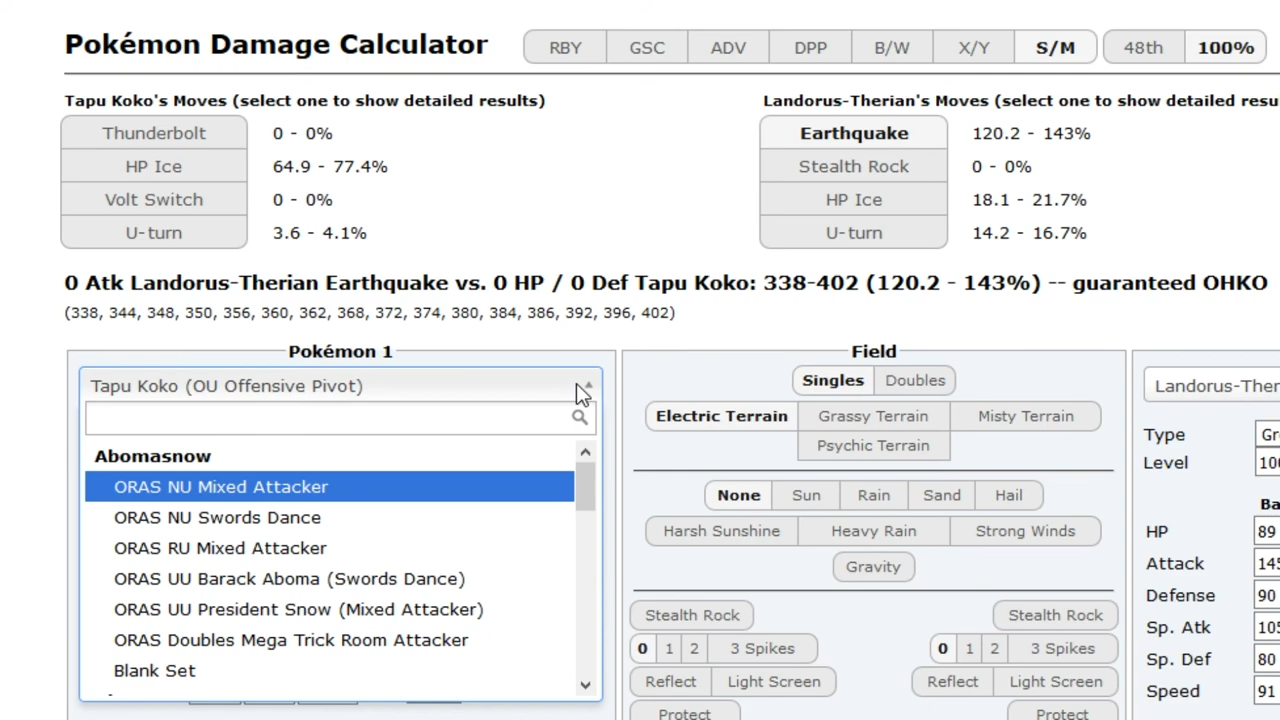 Pokémon Damage Calculator
RBY GSC ADV DPP B/W X/Y S/M 48th 100%
Tapu Koko's Moves (select one to show detailed results)
Thunderbolt 0 - 0%
HP Ice 64.9 - 77.4%
Volt Switch 0 - 0%
U-turn 3.6 - 4.1%
Landorus-Therian's Moves (select one to show detailed resu
Earthquake 120.2 - 143%
Stealth Rock 0 - 0%
HP Ice 18.1 - 21.7%
U-turn 14.2 - 16.7%
0 Atk Landorus-Therian Earthquake vs. 0 HP / 0 Def Tapu Koko: 338-402 (120.2 - 143%) -- guaranteed OHKO
(338, 344, 348, 350, 356, 360, 362, 368, 372, 374, 380, 384, 386, 392, 396, 402)
Pokémon 1
Tapu Koko (OU Offensive Pivot)
Abomasnow
ORAS NU Mixed Attacker
ORAS NU Swords Dance
ORAS RU Mixed Attacker
ORAS UU Barack Aboma (Swords Dance)
ORAS UU President Snow (Mixed Attacker)
ORAS Doubles Mega Trick Room Attacker
Blank Set
Field
Singles Doubles
Electric Terrain Grassy Terrain Misty Terrain
Psychic Terrain
None Sun Rain Sand Hail
Harsh Sunshine Heavy Rain Strong Winds
Gravity
Stealth Rock Stealth Rock
0 1 2 3 Spikes 0 1 2 3 Spikes
Reflect Light Screen Reflect Light Screen
Protect Protect
Landorus-Ther
Type Gr
Level 100
Ba
HP 89
Attack 145
Defense 90
Sp. Atk 105
Sp. Def 80
Speed 91